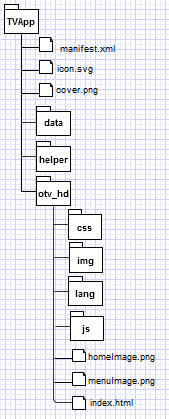 TVApp
manifest.xml
icon.svg
cover.png
data
helper
otv_hd
css
img
lang
js
homeImage.png
menuImage.png
index.html